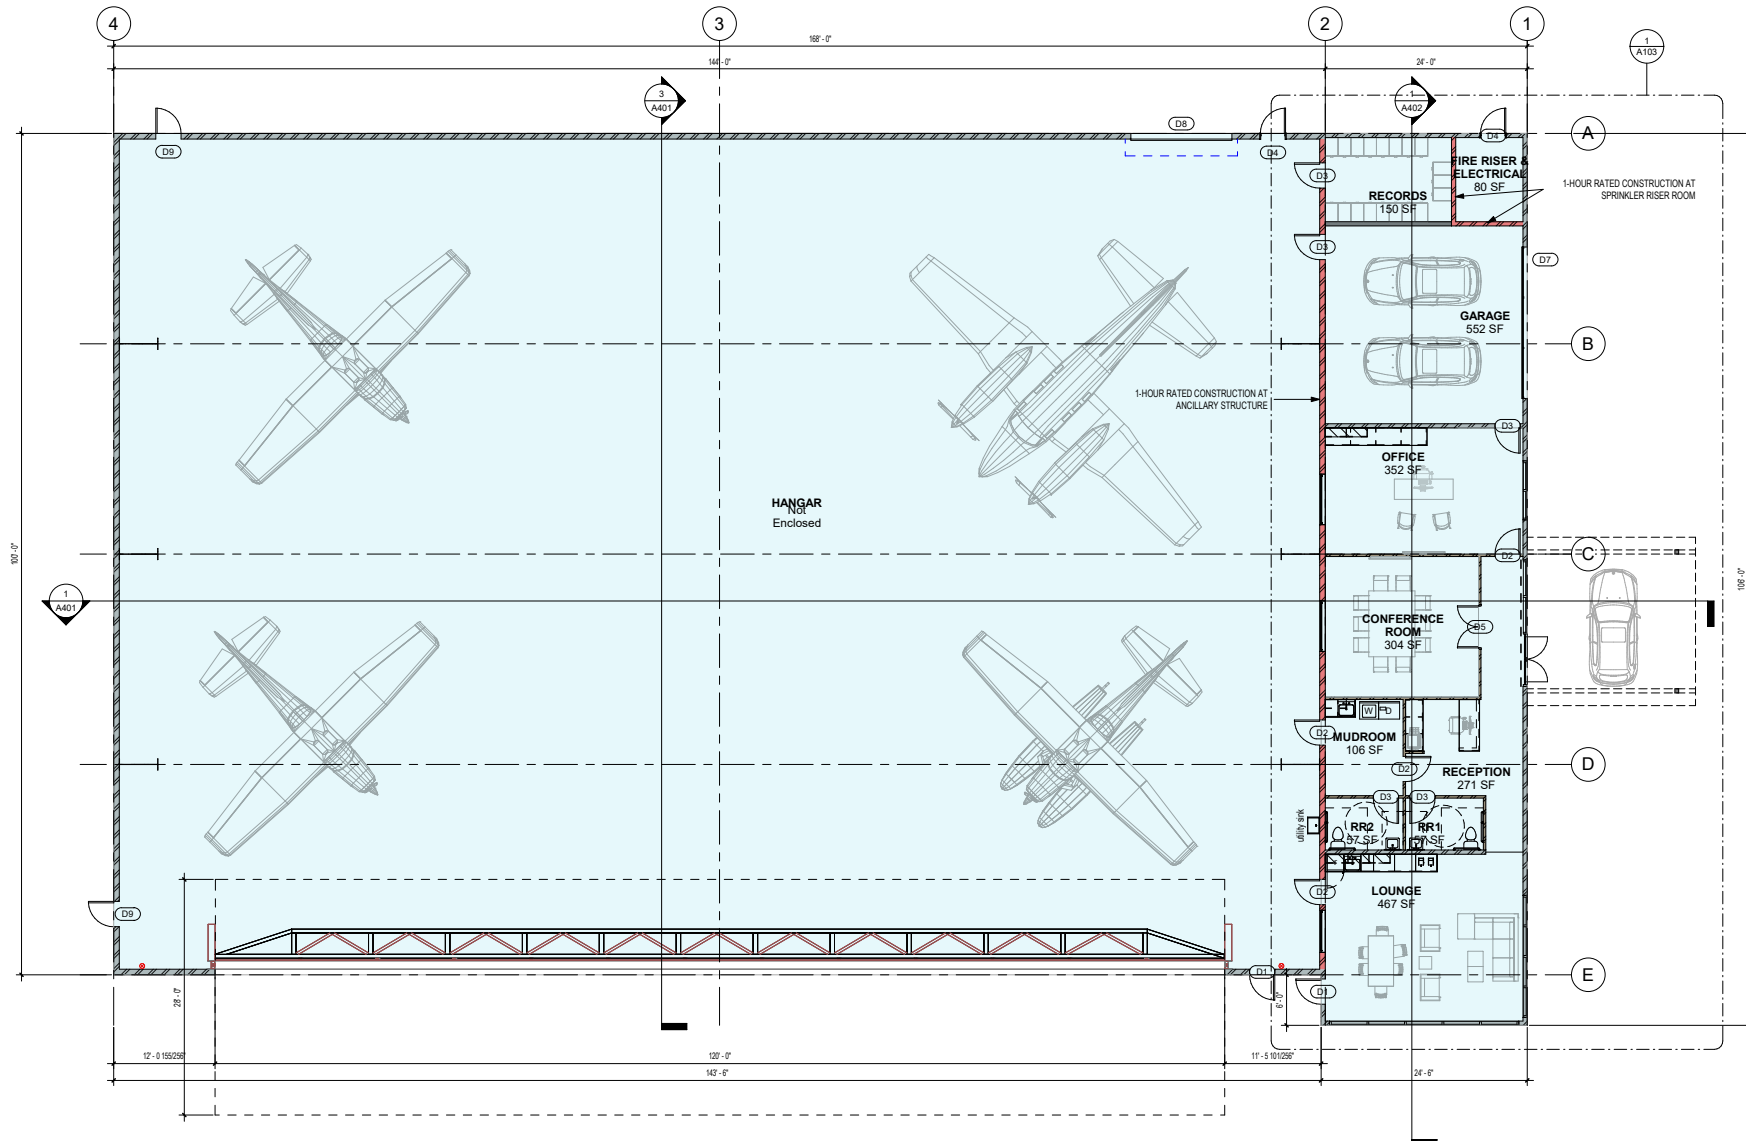 4
3
2
1
168' - 0"
144' - 0"
24' - 0"
1
A103
3
A401
1
A402
D9
D8
D4
D4
A
D3
FIRE RISER &
ELECTRICAL
80 SF
RECORDS
150 SF
1-HOUR RATED CONSTRUCTION AT
SPRINKLER RISER ROOM
D3
D7
GARAGE
552 SF
B
1-HOUR RATED CONSTRUCTION AT
ANCILLARY STRUCTURE
D3
OFFICE
352 SF
HANGAR
Not
Enclosed
100' - 0"
D2
C
106' - 0"
1
A401
CONFERENCE
ROOM
304 SF
D5
W
D
D2
MUDROOM
106 SF
D2
RECEPTION
271 SF
D
D3
D3
utility sink
RR2
57 SF
RR1
57 SF
D2
LOUNGE
467 SF
D9
D1
E
D1
28' - 0"
6' - 0"
12' - 0 155/256"
120' - 0"
11' - 5 101/256"
143' - 6"
24' - 6"